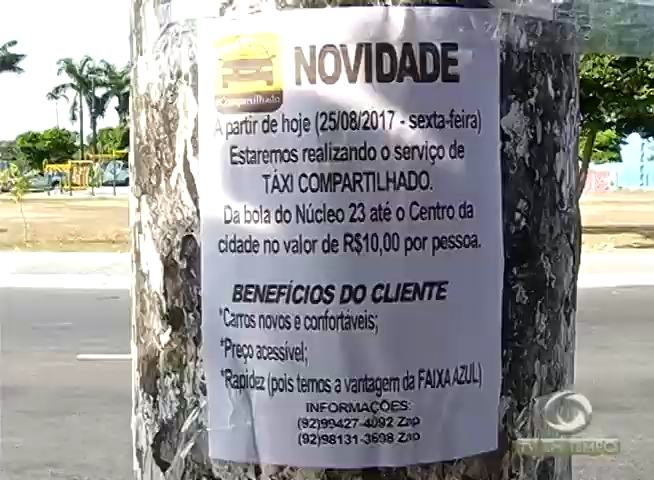 NOVIDADE
Compartilhado
A partir de hoje (25/08/2017 - sexta-feira)
Estaremos realizando o serviço de
TÁXI COMPARTILHADO.
Da bola do Núcleo 23 até o Centro da
cidade no valor de R$10,00 por pessoa.
BENEFÍCIOS DO CLIENTE
*Carros novos e confortáveis;
*Preço acessível;
*Rapidez (pois temos a vantagem da FAIXA AZUL)
INFORMAÇÕES:
(92)99427-4092 Zap
(92)98131-3698 Zap